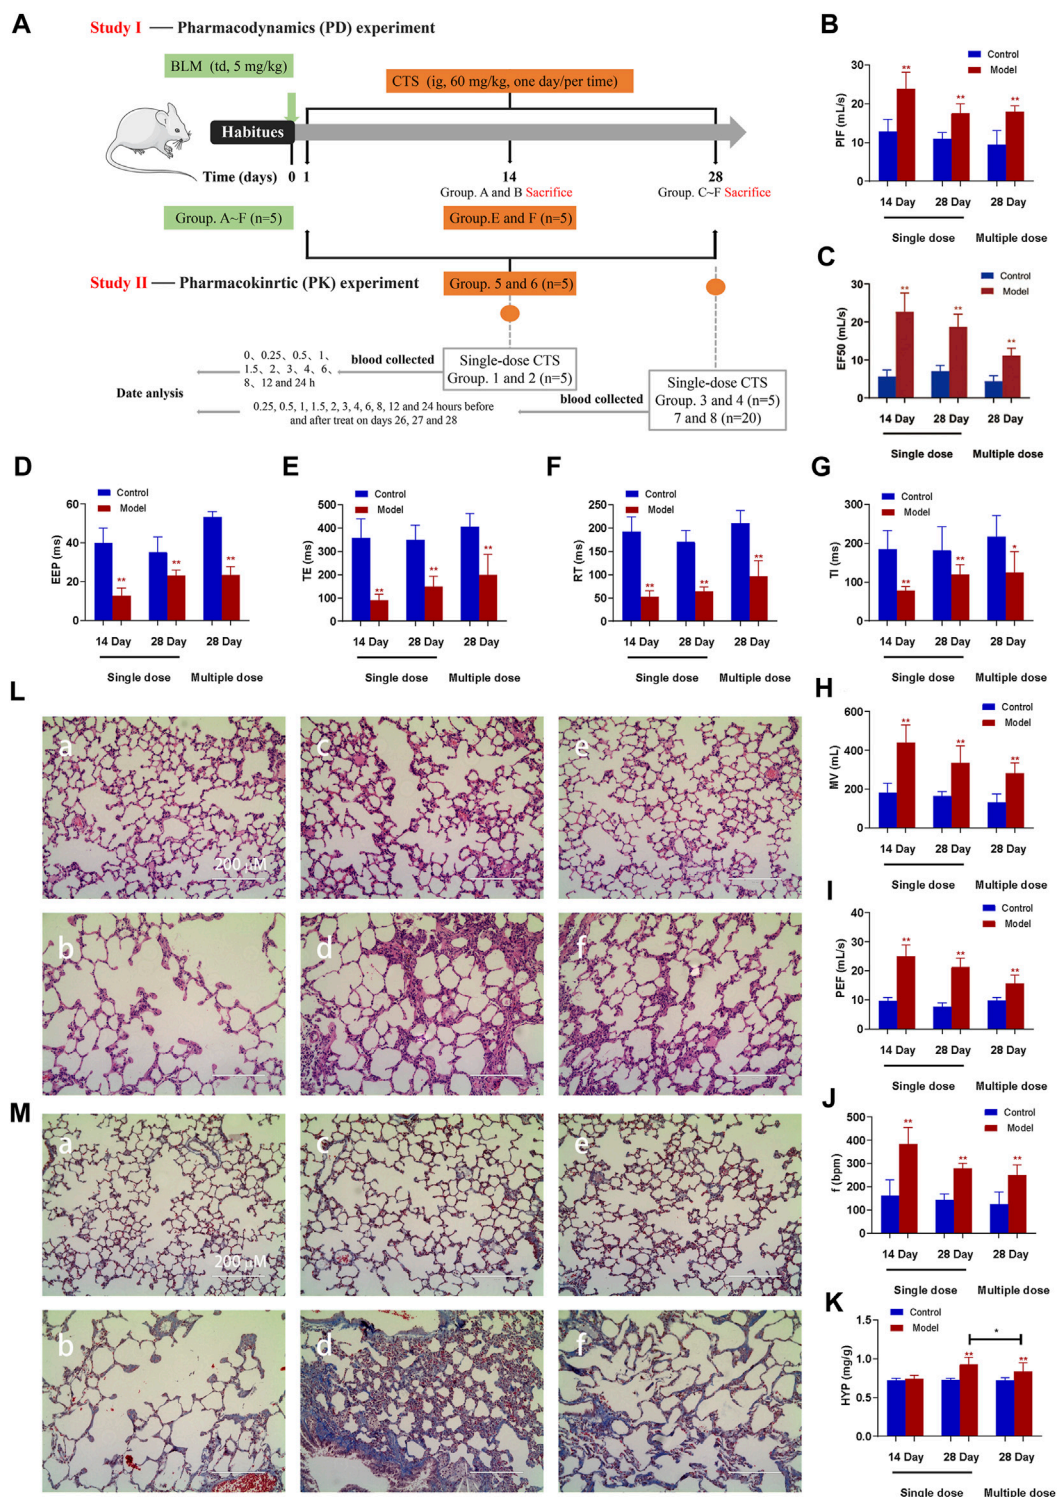 A
Study I — Pharmacodynamics (PD) experiment
BLM (td, 5 mg/kg)
CTS (ig, 60 mg/kg, one day/per time)
Habitues
Time (days) 0 1 14 28
Group. A and B Sacrifice
Group. C~F Sacrifice
Group. A~F (n=5)
Group.E and F (n=5)
Study II — Pharmacokinrtic (PK) experiment
Group. 5 and 6 (n=5)
0、0.25、0.5、1、
1.5、2、3、4、6、
8、12 and 24 h
blood collected
Single-dose CTS
Group. 1 and 2 (n=5)
Date anlysis
0.25, 0.5, 1, 1.5, 2, 3, 4, 6, 8, 12 and 24 hours before
and after treat on days 26, 27 and 28
blood collected
Single-dose CTS
Group. 3 and 4 (n=5)
7 and 8 (n=20)
B
Control
Model
PIF (mL/s)
30
20
10
0
** ** **
14 Day 28 Day 28 Day
Single dose Multiple dose
C
Control
Model
EF50 (mL/s)
30
20
10
0
** ** **
14 Day 28 Day 28 Day
Single dose Multiple dose
D
Control
Model
EEP (ms)
60
40
20
0
** ** **
14 Day 28 Day 28 Day
Single dose Multiple dose
E
Control
Model
TE (ms)
500
400
300
200
100
0
** ** **
14 Day 28 Day 28 Day
Single dose Multiple dose
F
Control
Model
RT (ms)
250
200
150
100
50
0
** ** **
14 Day 28 Day 28 Day
Single dose Multiple dose
G
Control
Model
TI (ms)
300
200
100
0
** ** *
14 Day 28 Day 28 Day
Single dose Multiple dose
L
a
200 μM
c
e
b
d
f
H
Control
Model
MV (mL)
600
400
200
0
** ** **
14 Day 28 Day 28 Day
Single dose Multiple dose
I
Control
Model
PEF (mL/s)
40
30
20
10
0
** ** **
14 Day 28 Day 28 Day
Single dose Multiple dose
M
a
200 μM
c
e
b
d
f
J
Control
Model
f (bpm)
500
400
300
200
100
0
** ** **
14 Day 28 Day 28 Day
Single dose Multiple dose
K
Control
Model
HYP (mg/g)
1.5
1.0
0.5
0.0
*
** **
14 Day 28 Day 28 Day
Single dose Multiple dose